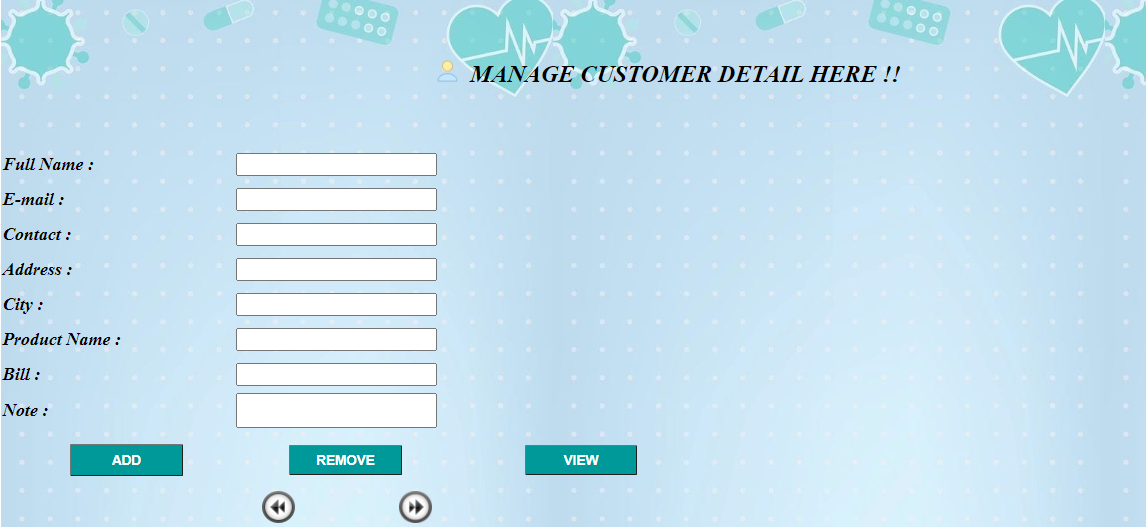 MANAGE CUSTOMER DETAIL HERE !!
Full Name :
E-mail :
Contact :
Address :
City :
Product Name :
Bill :
Note :
ADD REMOVE VIEW